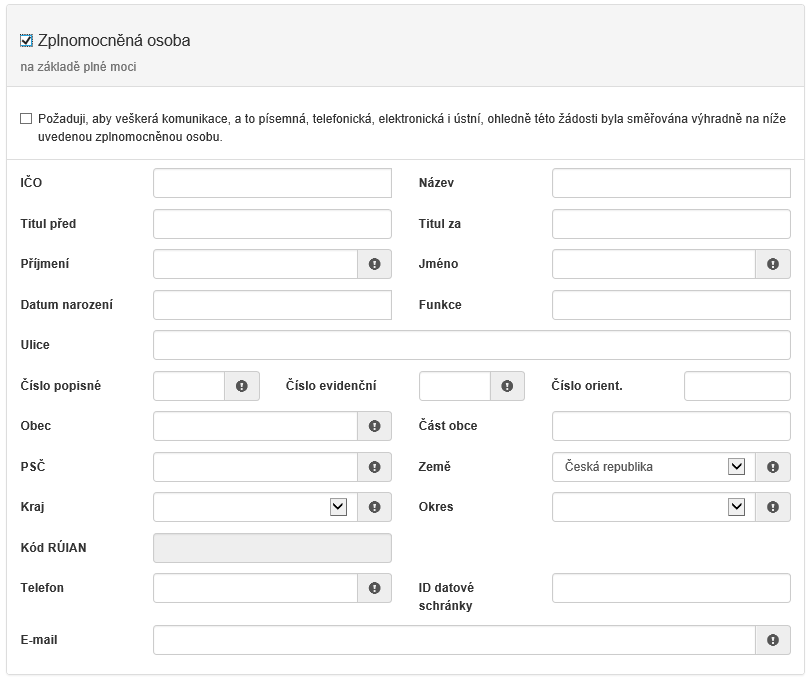 Zplnomocněná osoba
na základě plné moci
Požaduji, aby veškerá komunikace, a to písemná, telefonická, elektronická i ústní, ohledně této žádosti byla směřována výhradně na níže
uvedenou zplnomocněnou osobu.
IČO Název
Titul před Titul za
Příjmení Jméno
Datum narození Funkce
Ulice
Číslo popisné Číslo evidenční Číslo orient.
Obec Část obce
PSČ Země Česká republika
Kraj Okres
Kód RÚIAN
Telefon ID datové
schránky
E-mail